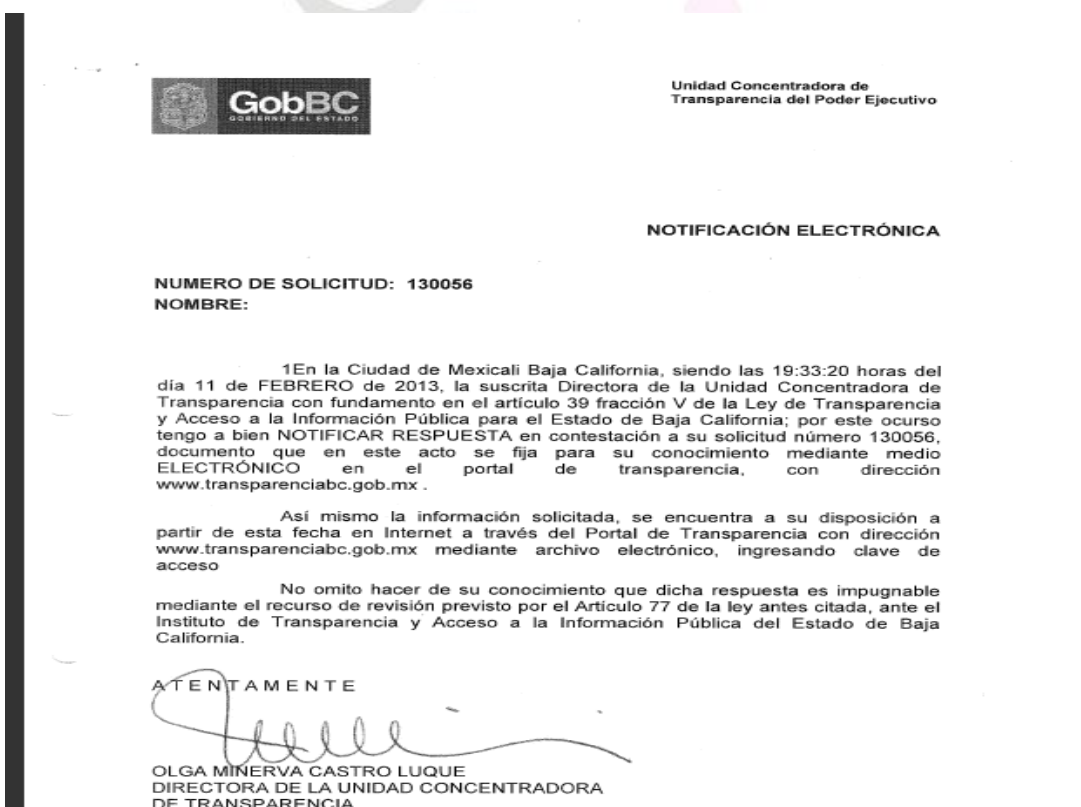 GobBC
GOBIERNO DEL ESTADO
Unidad Concentradora de
Transparencia del Poder Ejecutivo
NOTIFICACIÓN ELECTRÓNICA
NUMERO DE SOLICITUD: 130056
NOMBRE:
1En la Ciudad de Mexicali Baja California, siendo las 19:33:20 horas del
día 11 de FEBRERO de 2013, la suscrita Directora de la Unidad Concentradora de
Transparencia con fundamento en el artículo 39 fracción V de la Ley de Transparencia
y Acceso a la Información Pública para el Estado de Baja California; por este ocurso
tengo a bien NOTIFICAR RESPUESTA en contestación a su solicitud número 130056,
documento que en este acto se fija para su conocimiento mediante medio
ELECTRÓNICO en el portal de transparencia, con dirección
www.transparenciabc.gob.mx .
Así mismo la información solicitada, se encuentra a su disposición a
partir de esta fecha en Internet a través del Portal de Transparencia con dirección
www.transparenciabc.gob.mx mediante archivo electrónico, ingresando clave de
acceso
No omito hacer de su conocimiento que dicha respuesta es impugnable
mediante el recurso de revisión previsto por el Artículo 77 de la ley antes citada, ante el
Instituto de Transparencia y Acceso a la Información Pública del Estado de Baja
California.
ATENTAMENTE
OLGA MINERVA CASTRO LUQUE
DIRECTORA DE LA UNIDAD CONCENTRADORA
DE TRANSPARENCIA